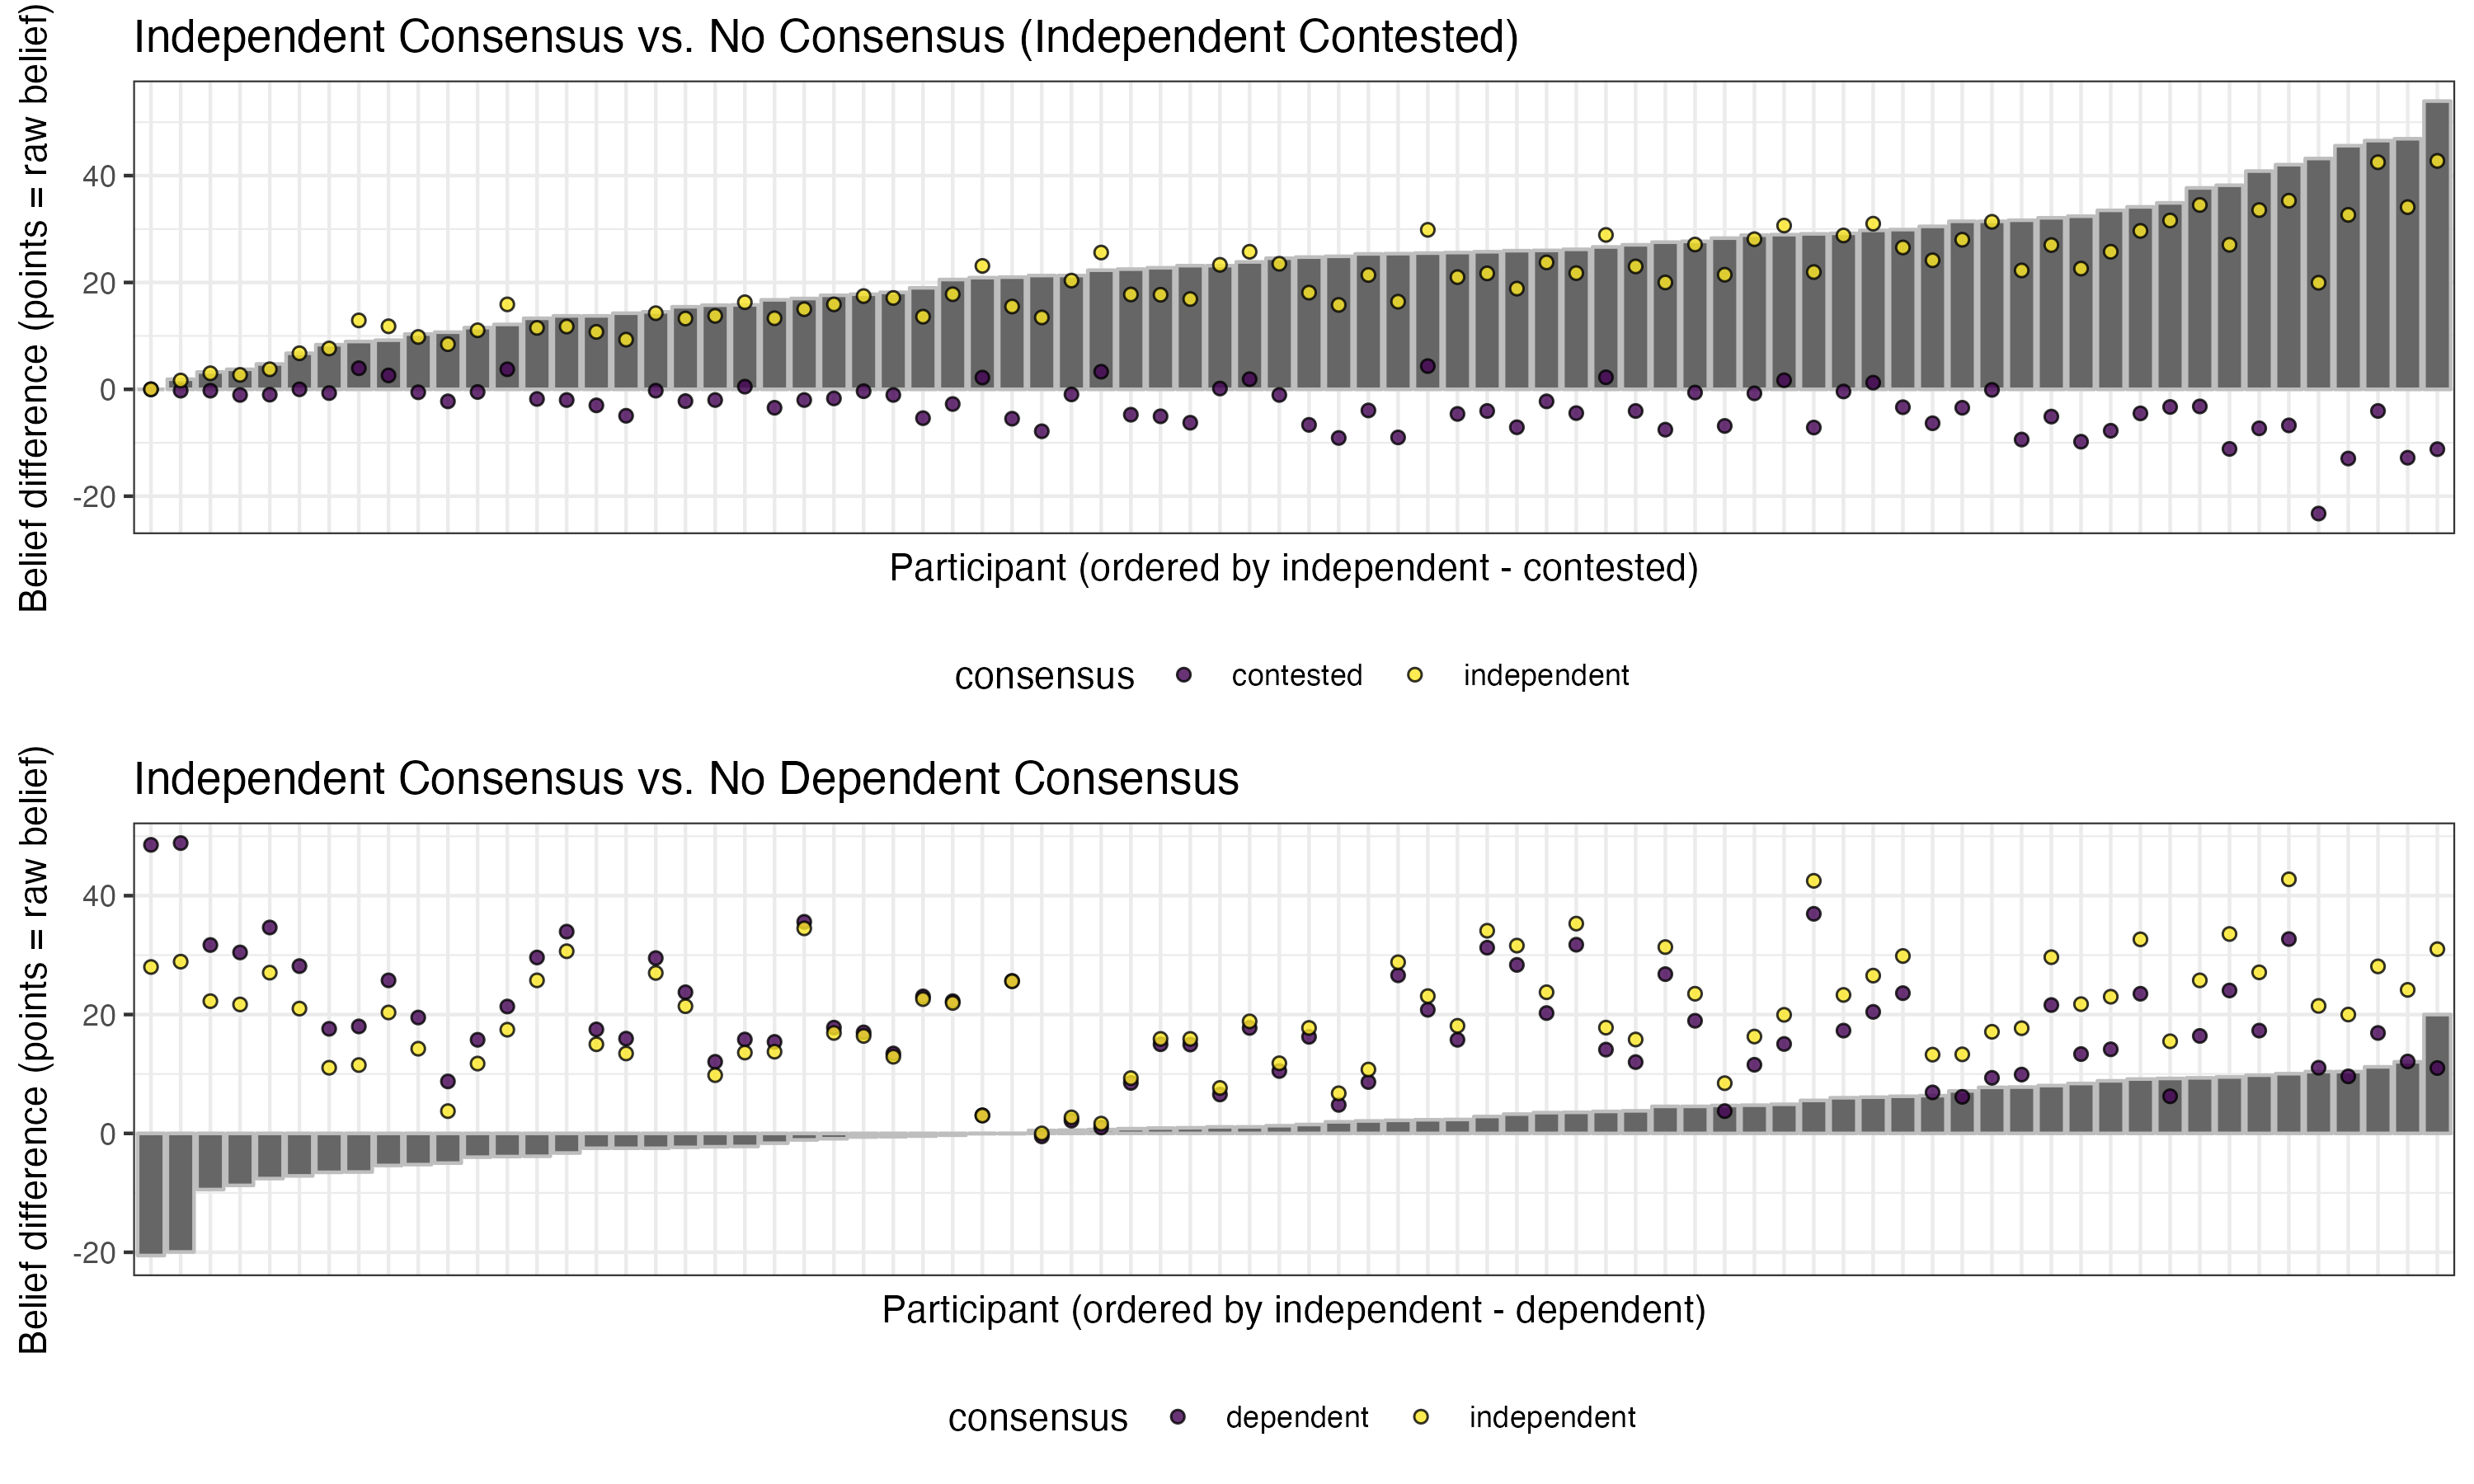 Independent Consensus vs. No Consensus (Independent Contested)
Belief difference (points = raw belief)
40
20
0
-20
Participant (ordered by independent - contested)
consensus contested independent
Independent Consensus vs. No Dependent Consensus
Belief difference (points = raw belief)
40
20
0
-20
Participant (ordered by independent - dependent)
consensus dependent independent